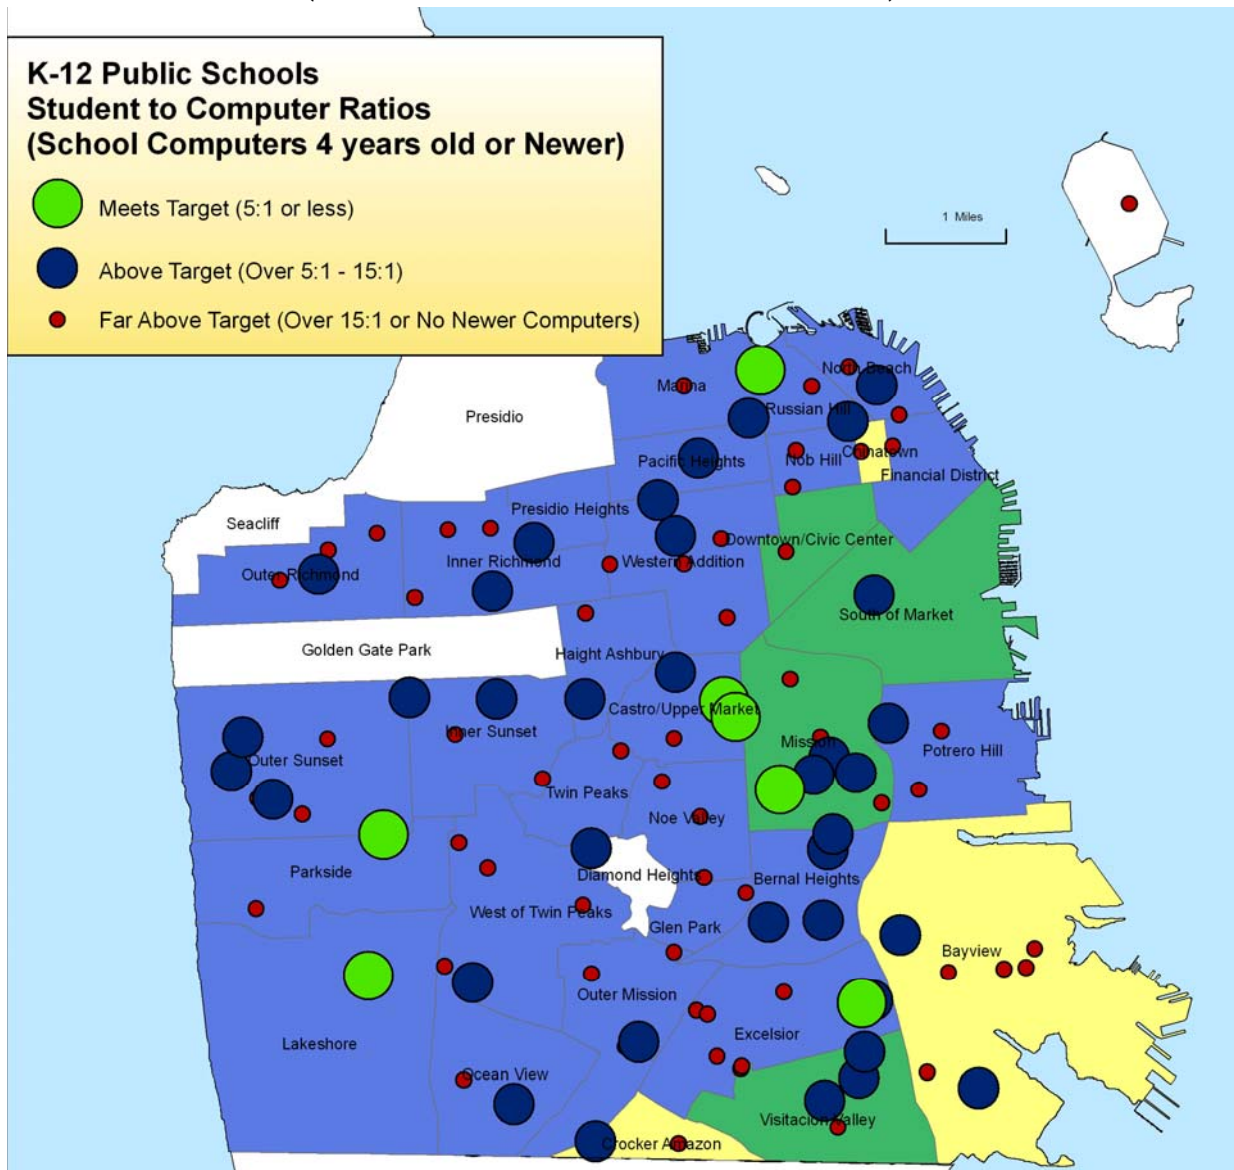 K-12 Public Schools
Student to Computer Ratios
(School Computers 4 years old or Newer)
Meets Target (5:1 or less)
Above Target (Over 5:1 - 15:1)
Far Above Target (Over 15:1 or No Newer Computers)
1 Miles
North Beach
Marina
Russian Hill
Presidio
Chinatown
Nob Hill
Pacific Heights
Financial District
Presidio Heights
Seacliff
Downtown/Civic Center
Inner Richmond
Western Addition
Outer Richmond
South of Market
Golden Gate Park
Haight Ashbury
Castro/Upper Market
Inner Sunset
Mission
Potrero Hill
Outer Sunset
Twin Peaks
Noe Valley
Parkside
Diamond Heights
Bernal Heights
West of Twin Peaks
Glen Park
Bayview
Outer Mission
Excelsior
Lakeshore
Ocean View
Visitacion Valley
Crocker Amazon